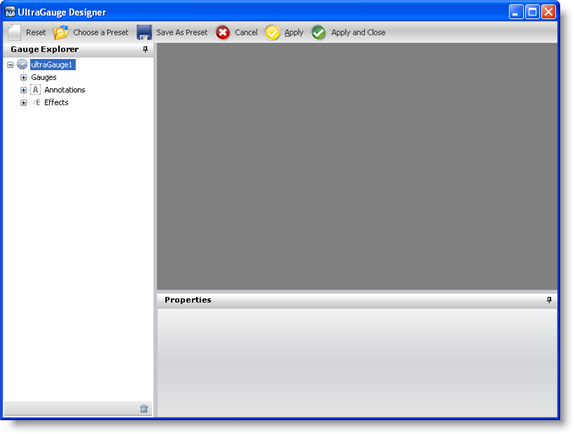 UltraGauge Designer
Reset Choose a Preset Save As Preset Cancel Apply Apply and Close
Gauge Explorer
ultraGauge1
Gauges
A Annotations
E Effects
Properties